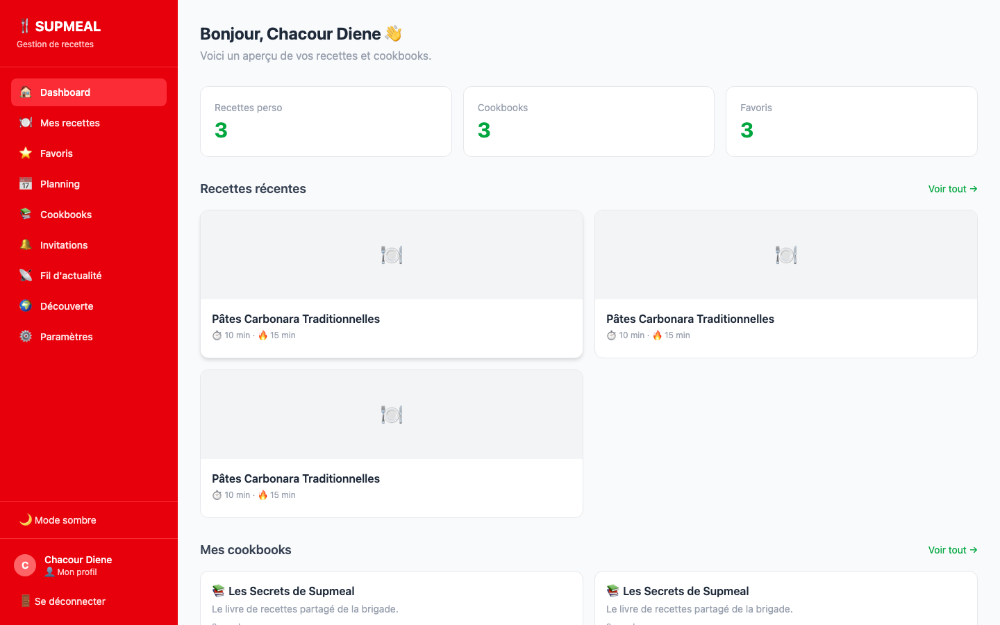 SUPMEAL
Gestion de recettes
Dashboard
Mes recettes
Favoris
Planning
Cookbooks
Invitations
Fil d'actualité
Découverte
Paramètres
Mode sombre
C
Chacour Diene
Mon profil
Se déconnecter
Bonjour, Chacour Diene 👋
Voici un aperçu de vos recettes et cookbooks.
Recettes perso
3
Cookbooks
3
Favoris
3
Recettes récentes
Voir tout →
Pâtes Carbonara Traditionnelles
10 min · 🔥 15 min
Pâtes Carbonara Traditionnelles
10 min · 🔥 15 min
Pâtes Carbonara Traditionnelles
10 min · 🔥 15 min
Mes cookbooks
Voir tout →
Les Secrets de Supmeal
Le livre de recettes partagé de la brigade.
Les Secrets de Supmeal
Le livre de recettes partagé de la brigade.